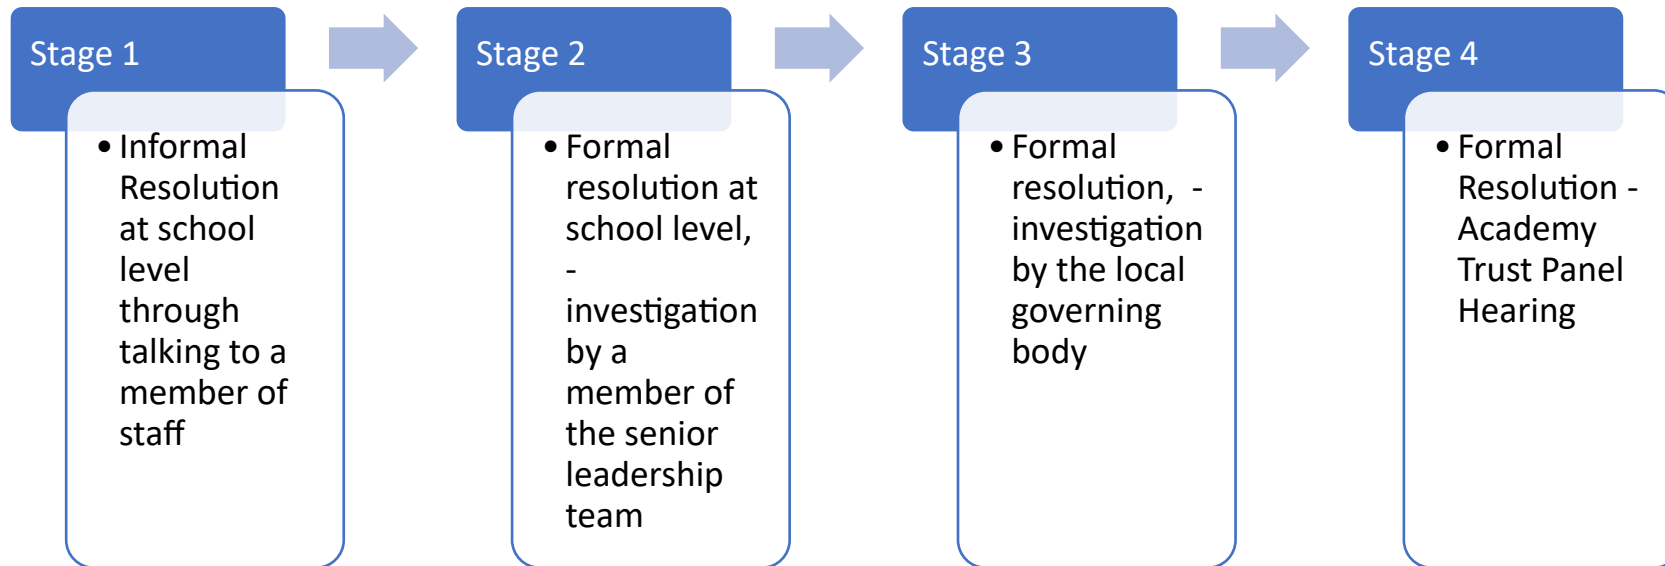 Stage 1
• Informal
Resolution
at school
level
through
talking to a
member of
staff
Stage 2
• Formal
resolution at
school level,
-
investigation
by a
member of
the senior
leadership
team
Stage 3
• Formal
resolution, -
investigation
by the local
governing
body
Stage 4
• Formal
Resolution -
Academy
Trust Panel
Hearing